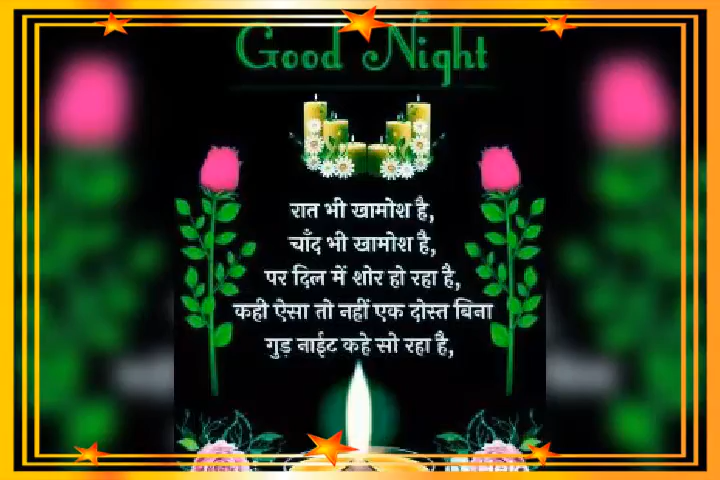 Good Night
रात भी खामोश है,
चाँद भी खामोश है,
पर दिल में शोर हो रहा है,
कही ऐसा तो नहीं एक दोस्त बिना
गुड नाईट कहे सो रहा है,